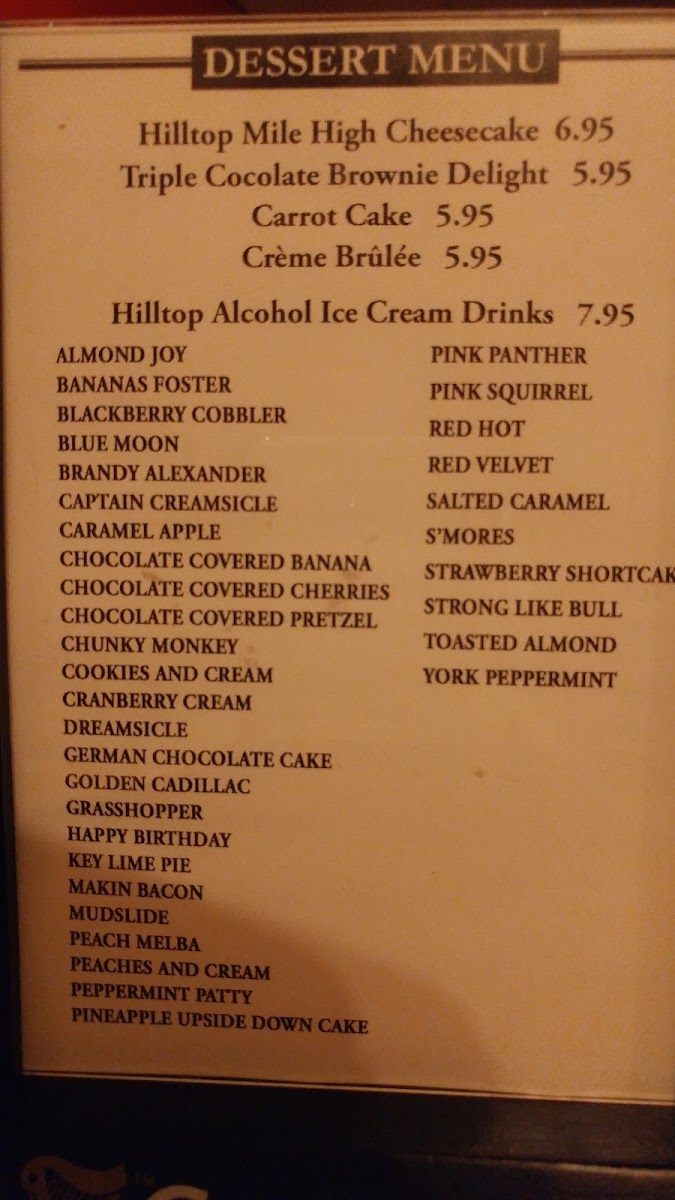 DESSERT MENU
Hilltop Mile High Cheesecake 6.95
Triple Cocolate Brownie Delight 5.95
Carrot Cake 5.95
Crème Brûlée 5.95
Hilltop Alcohol Ice Cream Drinks 7.95
ALMOND JOY
BANANAS FOSTER
BLACKBERRY COBBLER
BLUE MOON
BRANDY ALEXANDER
CAPTAIN CREAMSICLE
CARAMEL APPLE
CHOCOLATE COVERED BANANA
CHOCOLATE COVERED CHERRIES
CHOCOLATE COVERED PRETZEL
CHUNKY MONKEY
COOKIES AND CREAM
CRANBERRY CREAM
DREAMSICLE
GERMAN CHOCOLATE CAKE
GOLDEN CADILLAC
GRASSHOPPER
HAPPY BIRTHDAY
KEY LIME PIE
MAKIN BACON
MUDSLIDE
PEACH MELBA
PEACHES AND CREAM
PEPPERMINT PATTY
PINEAPPLE UPSIDE DOWN CAKE
PINK PANTHER
PINK SQUIRREL
RED HOT
RED VELVET
SALTED CARAMEL
S'MORES
STRAWBERRY SHORTCAK
STRONG LIKE BULL
TOASTED ALMOND
YORK PEPPERMINT
TM